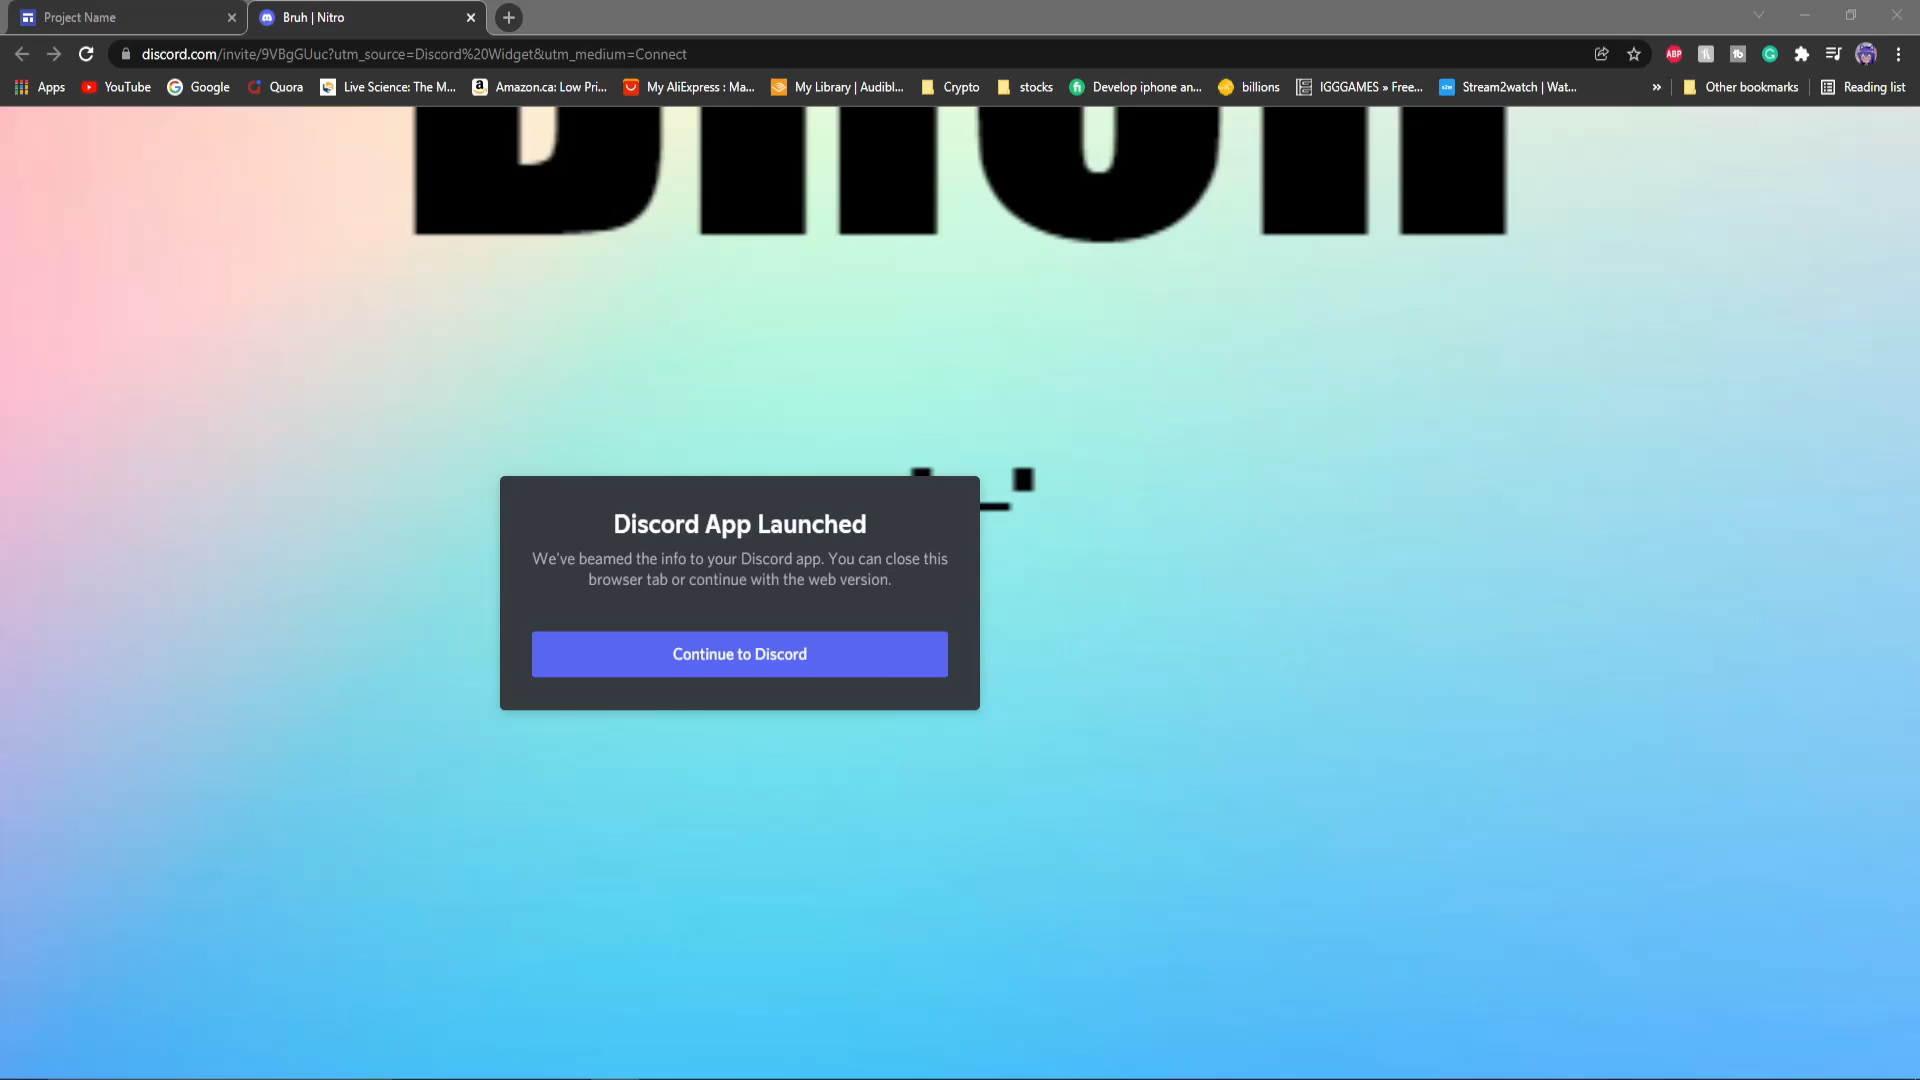 Project Name
Bruh | Nitro
discord.com/invite/9VBgGUuc?utm_source=Discord%20Widget&utm_medium=Connect
ABP
Apps YouTube Google Quora Live Science: The M... Amazon.ca: Low Pri... My AliExpress : Ma... My Library | Audibl... Crypto stocks Develop iphone an... billions IGGGAMES » Free... Stream2watch | Wat... » Other bookmarks Reading list
Discord App Launched
We've beamed the info to your Discord app. You can close this
browser tab or continue with the web version.
Continue to Discord